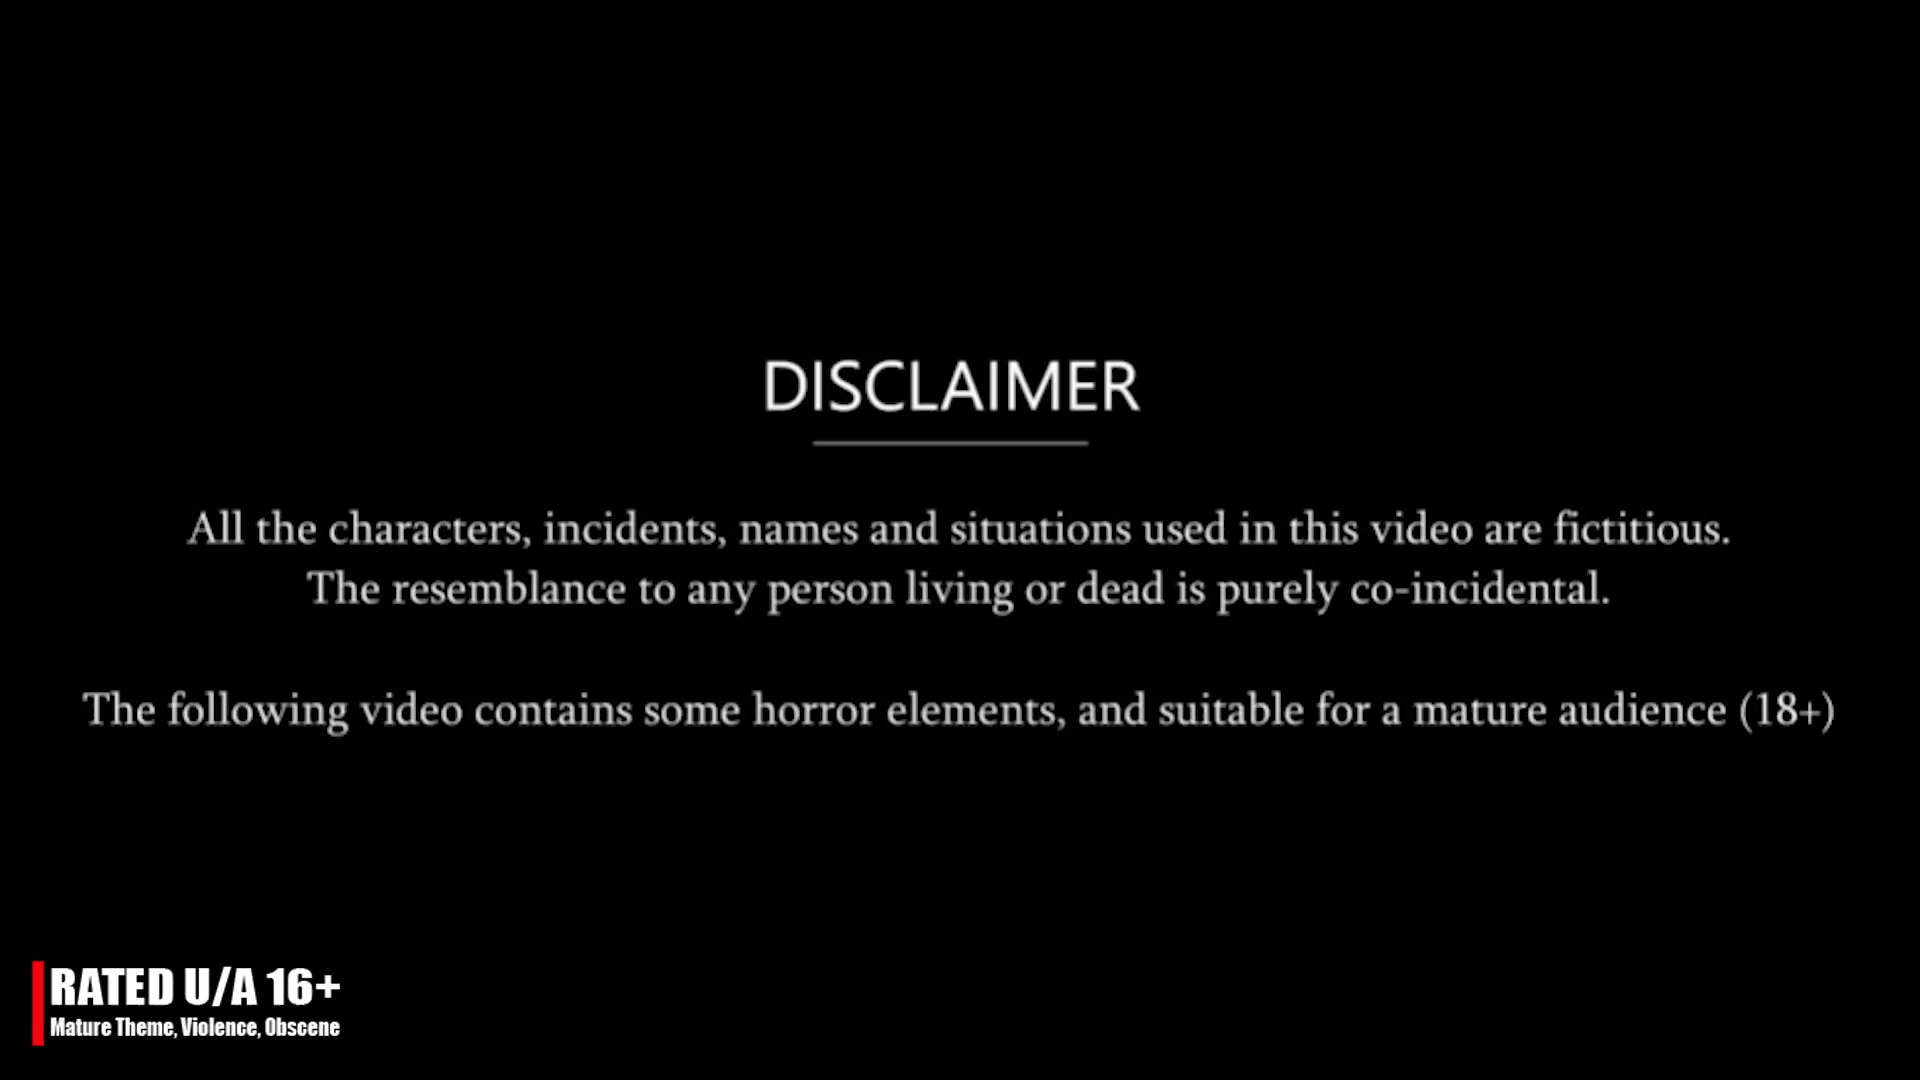 DISCLAIMER
All the characters, incidents, names and situations used in this video are fictitious.
The resemblance to any person living or dead is purely co-incidental.
The following video contains some horror elements, and suitable for a mature audience (18+)
RATED U/A 16+
Mature Theme, Violence, Obscene